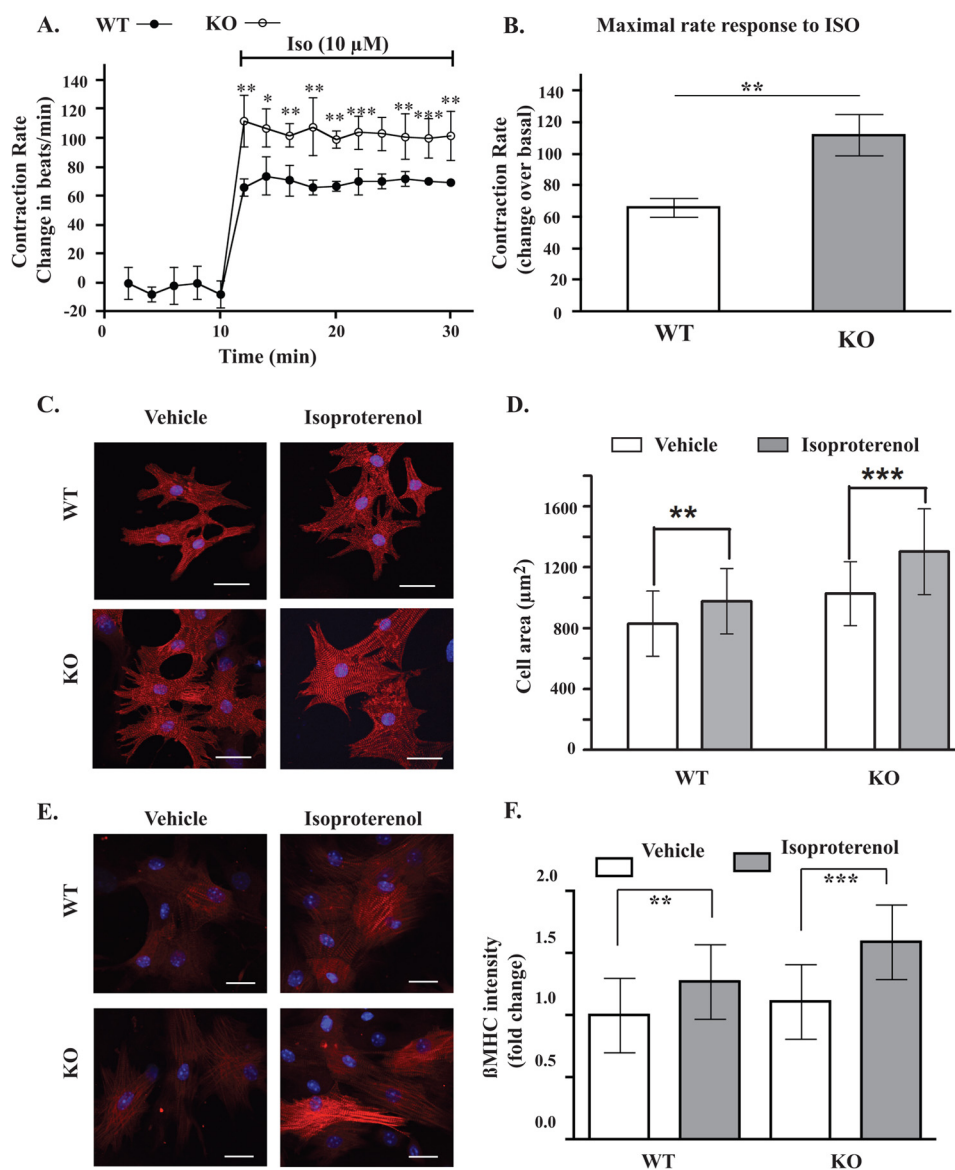 A.
WT
KO
Iso (10 µM)
Contraction Rate
Change in beats/min
140
120
100
80
60
40
20
0
-20
** * ** ** ** *** ** *** **
0
10
20
30
Time (min)
B.
Maximal rate response to ISO
Contraction Rate
(change over basal)
140
120
100
80
60
40
20
0
**
WT
KO
C.
Vehicle
Isoproterenol
WT
KO
D.
Vehicle
Isoproterenol
Cell area (µm²)
1600
1200
800
400
0
**
***
WT
KO
E.
Vehicle
Isoproterenol
WT
KO
F.
Vehicle
Isoproterenol
ßMHC intensity
(fold change)
2.0
1.5
1.0
0.5
0.0
**
***
WT
KO